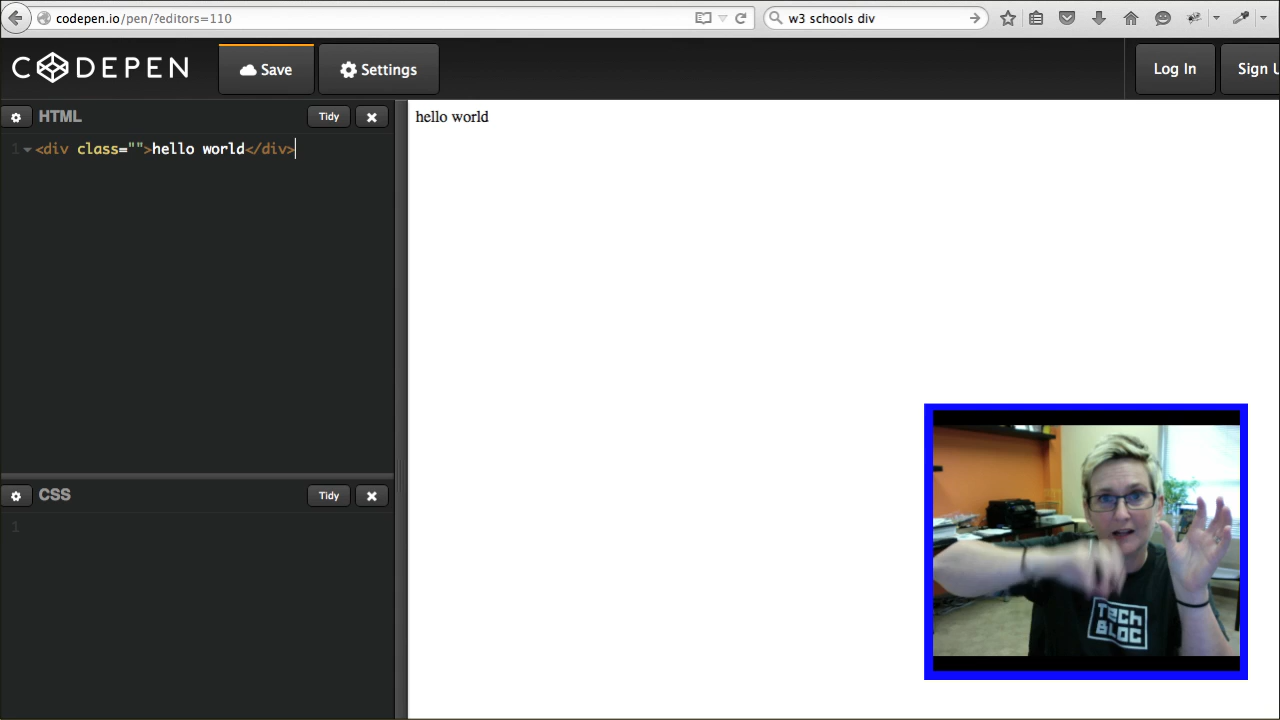 codepen.io/pen/?editors=110
w3 schools div
CODEPEN
Save
Settings
Log In
Sign U
HTML
Tidy
1
<div class="">hello world</div>
hello world
CSS
Tidy
1
TECH
BLOC